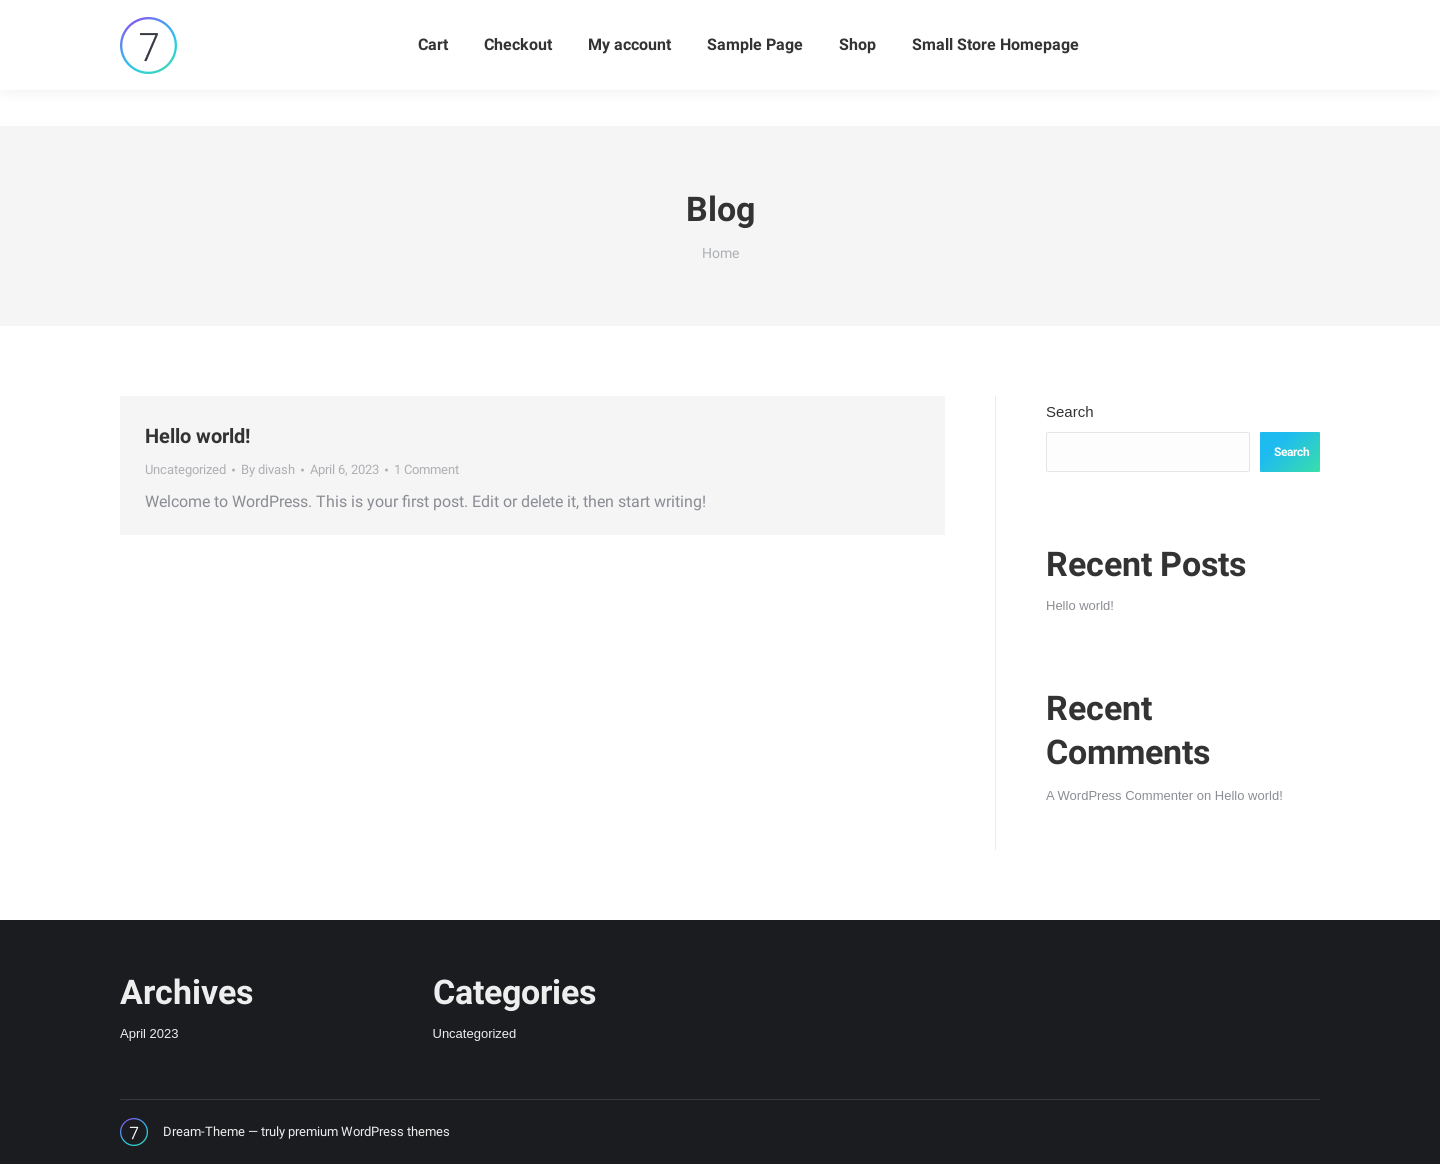 7
Cart
Checkout
My account
Sample Page
Shop
Small Store Homepage
Blog
Home
Hello world!
Uncategorized • By divash • April 6, 2023 • 1 Comment
Welcome to WordPress. This is your first post. Edit or delete it, then start writing!
Search
Search
Recent Posts
Hello world!
Recent
Comments
A WordPress Commenter on Hello world!
Archives
April 2023
Categories
Uncategorized
7
Dream-Theme — truly premium WordPress themes